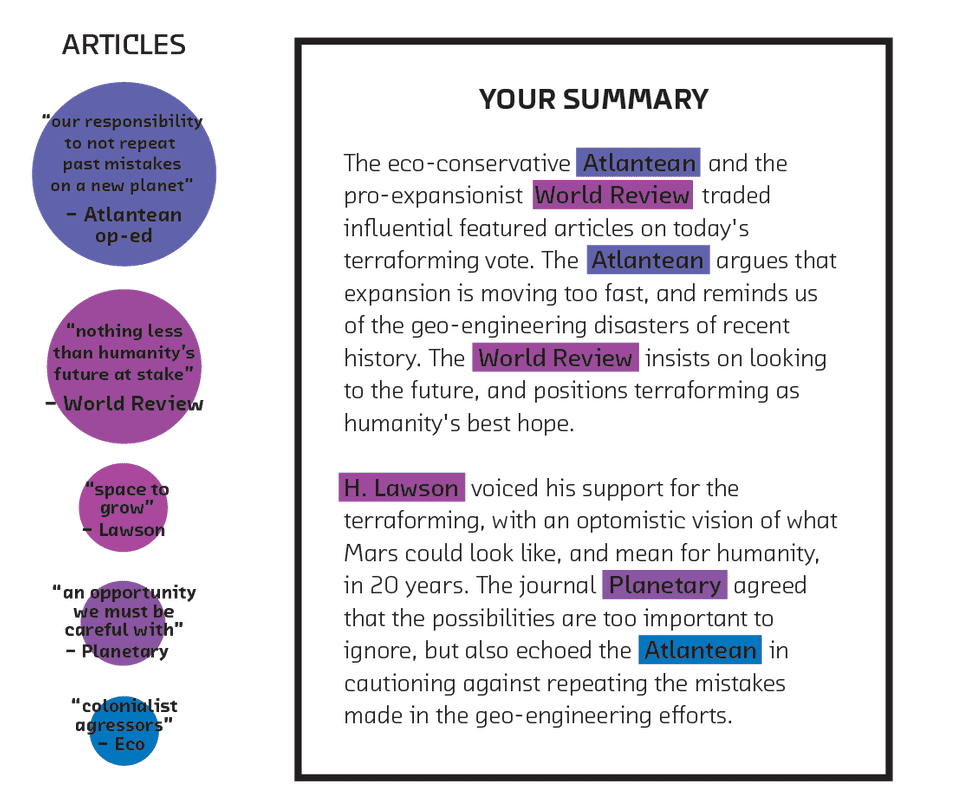 ARTICLES
“our responsibility
to not repeat
past mistakes
on a new planet”
– Atlantean
op-ed
“nothing less
than humanity’s
future at stake”
– World Review
“space to
grow”
– Lawson
“an opportunity
we must be
careful with”
– Planetary
“colonialist
agressors”
– Eco
YOUR SUMMARY
The eco-conservative Atlantean and the
pro-expansionist World Review traded
influential featured articles on today's
terraforming vote. The Atlantean argues that
expansion is moving too fast, and reminds us
of the geo-engineering disasters of recent
history. The World Review insists on looking
to the future, and positions terraforming as
humanity's best hope.
H. Lawson voiced his support for the
terraforming, with an optomistic vision of what
Mars could look like, and mean for humanity,
in 20 years. The journal Planetary agreed
that the possibilities are too important to
ignore, but also echoed the Atlantean in
cautioning against repeating the mistakes
made in the geo-engineering efforts.